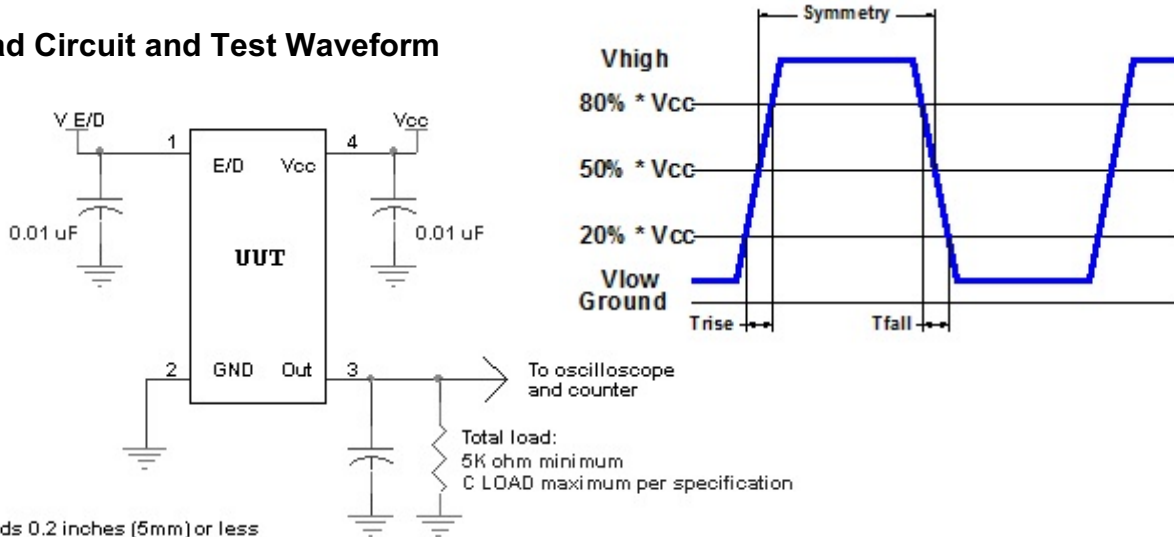 ad Circuit and Test Waveform
V E/D
Vcc
1
4
E/D Vcc
0.01 uF
0.01 uF
UUT
2
GND Out
3
To oscilloscope
and counter
Total load:
5K ohm minimum
C LOAD maximum per specification
ds 0.2 inches (5mm) or less
Symmetry
Vhigh
80% * Vcc
50% * Vcc
20% * Vcc
Vlow
Ground
Trise
Tfall